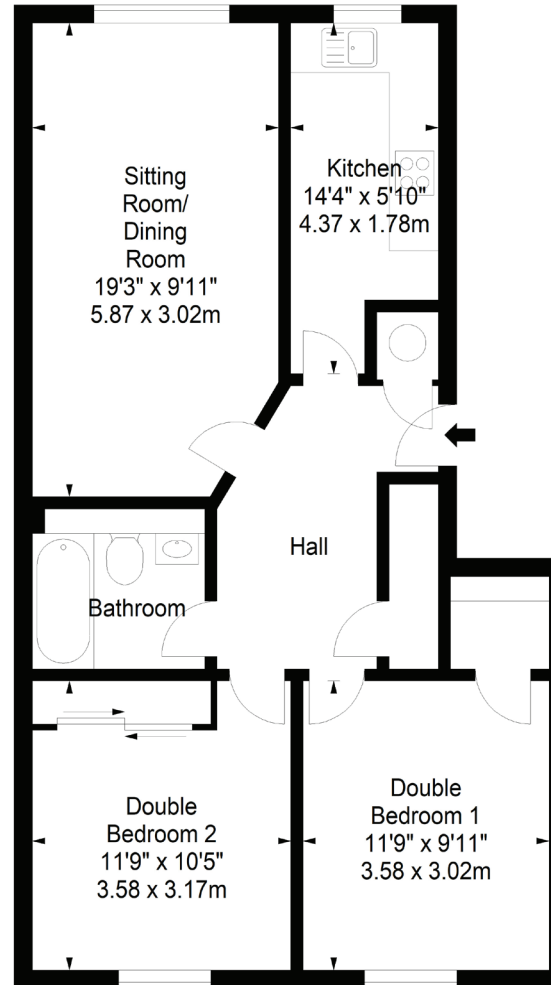 Sitting
Room/
Dining
Room
19'3" x 9'11"
5.87 x 3.02m
Kitchen
14'4" x 5'10"
4.37 x 1.78m
Hall
Bathroom
Double
Bedroom 2
11'9" x 10'5"
3.58 x 3.17m
Double
Bedroom 1
11'9" x 9'11"
3.58 x 3.02m